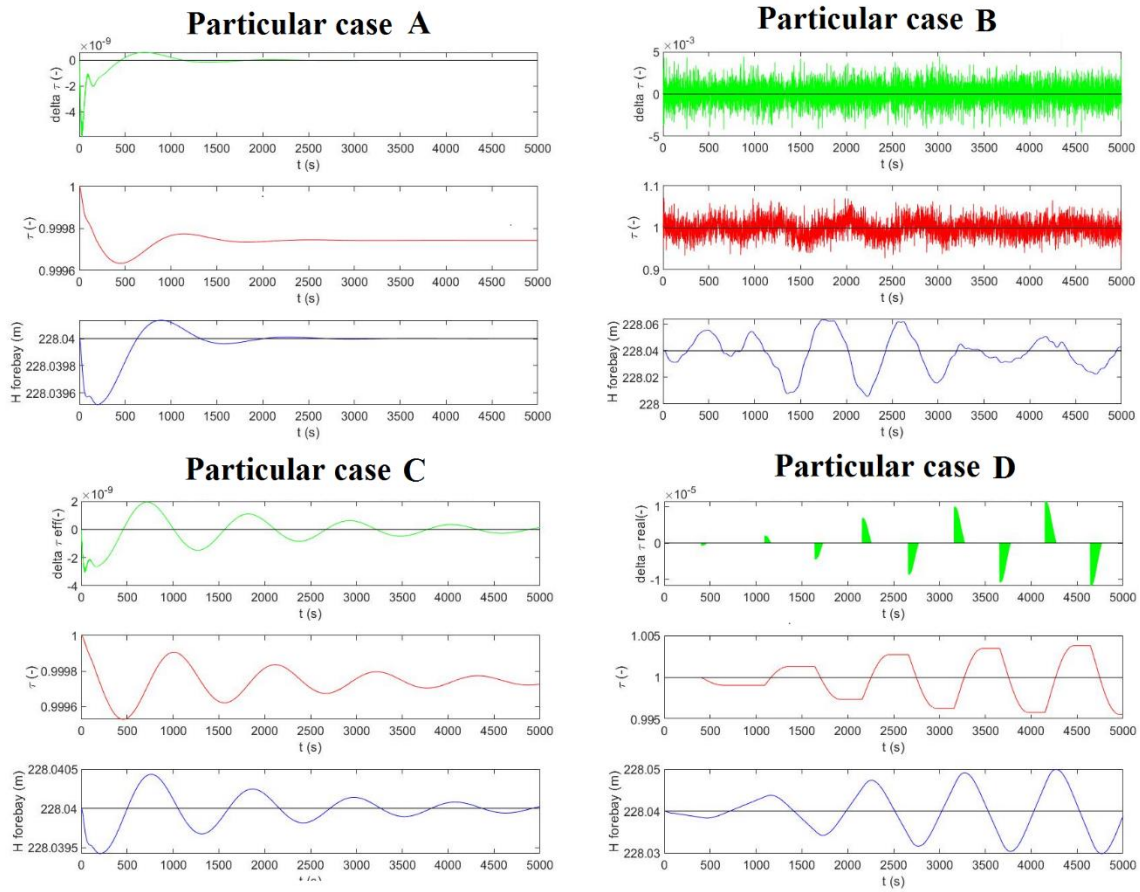 Particular case A
×10⁻⁹
0
-2
-4
delta τ (-)
0 500 1000 1500 2000 2500 3000 3500 4000 4500 5000
t (s)
1
0.9998
0.9996
τ (-)
0 500 1000 1500 2000 2500 3000 3500 4000 4500 5000
t (s)
228.04
228.0398
228.0396
H forebay (m)
0 500 1000 1500 2000 2500 3000 3500 4000 4500 5000
t (s)
Particular case B
×10⁻³
5
0
-5
delta τ (-)
0 500 1000 1500 2000 2500 3000 3500 4000 4500 5000
t (s)
1.1
1
0.9
τ (-)
0 500 1000 1500 2000 2500 3000 3500 4000 4500 5000
t (s)
228.06
228.04
228.02
228
H forebay (m)
0 500 1000 1500 2000 2500 3000 3500 4000 4500 5000
t (s)
Particular case C
×10⁻⁹
2
0
-2
-4
delta τ eff(-)
0 500 1000 1500 2000 2500 3000 3500 4000 4500 5000
t (s)
1
0.9998
0.9996
τ (-)
0 500 1000 1500 2000 2500 3000 3500 4000 4500 5000
t (s)
228.0405
228.04
228.0395
H forebay (m)
0 500 1000 1500 2000 2500 3000 3500 4000 4500 5000
Particular case D
×10⁻⁵
1
0
-1
delta τ real(-)
0 500 1000 1500 2000 2500 3000 3500 4000 4500 5000
t (s)
1.005
1
0.995
τ (-)
0 500 1000 1500 2000 2500 3000 3500 4000 4500 5000
t (s)
228.05
228.04
228.03
H forebay (m)
0 500 1000 1500 2000 2500 3000 3500 4000 4500 5000
t (s)